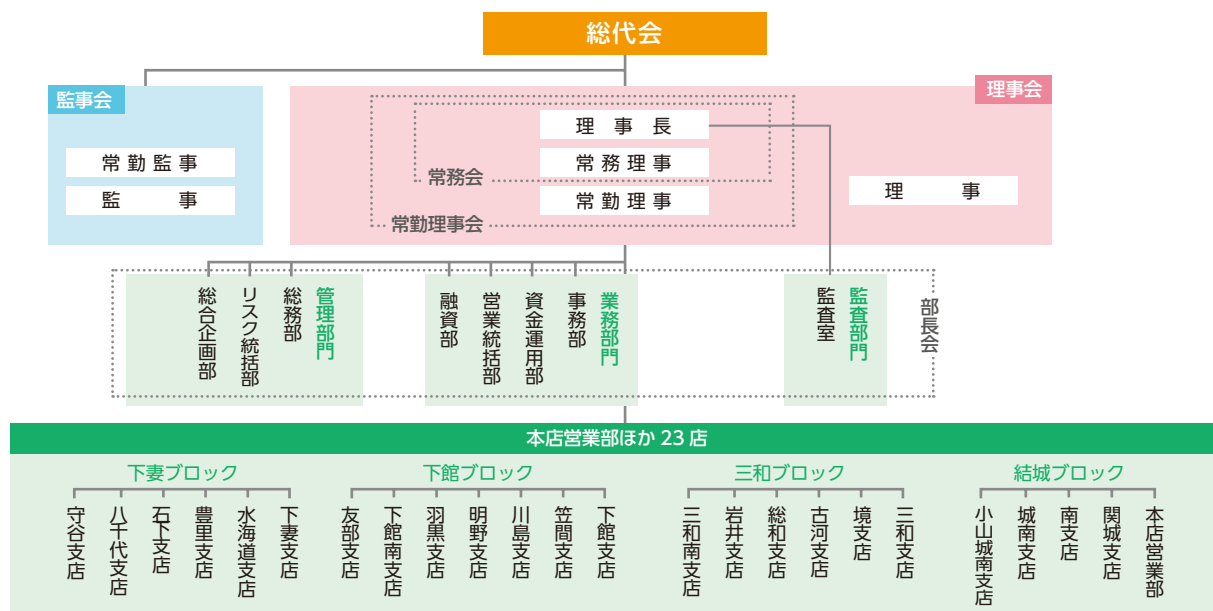 総代会
監事会
常勤監事
監事
理事会
理事長
常務理事
常務会
常勤理事
常勤理事会
理事
管理部門
総務部
リスク統括部
総合企画部
業務部門
事務部
資金運用部
営業統括部
融資部
監査部門
監査室
部長会
本店営業部ほか 23 店
下妻ブロック
下妻支店
水海道支店
豊里支店
石下支店
八千代支店
守谷支店
下館ブロック
下館支店
笠間支店
川島支店
明野支店
羽黒支店
下館南支店
友部支店
三和ブロック
三和支店
境支店
古河支店
総和支店
岩井支店
三和南支店
結城ブロック
本店営業部
関城支店
南支店
城南支店
小山城南支店